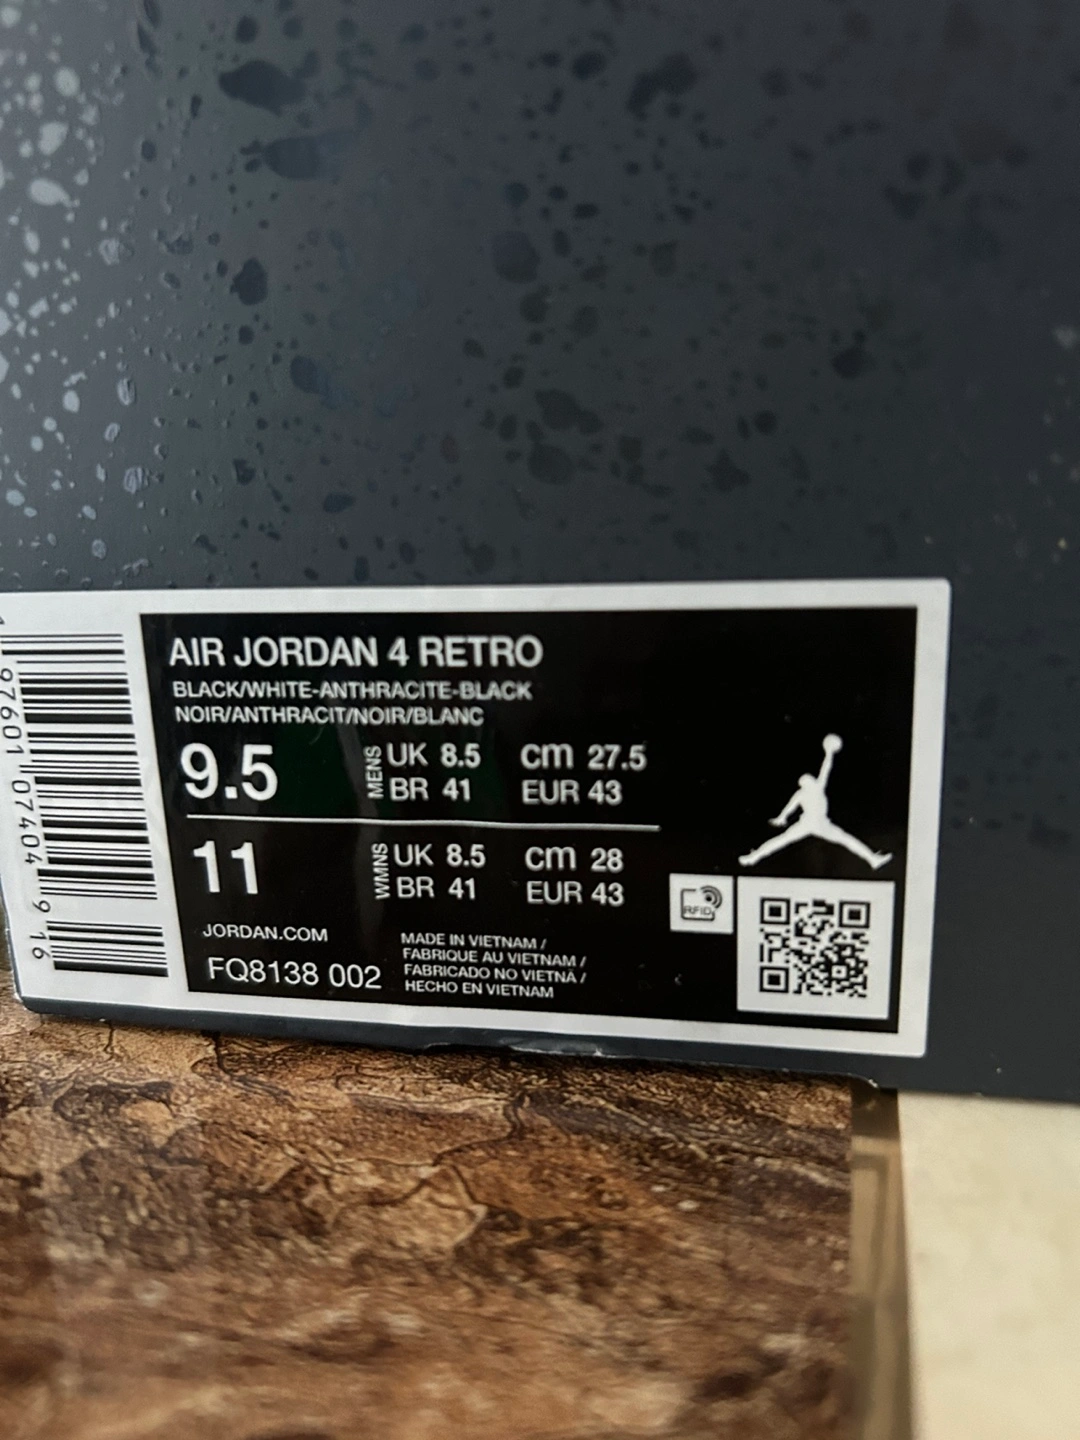 AIR JORDAN 4 RETRO
BLACK/WHITE-ANTHRACITE-BLACK
NOIR/ANTHRACIT/NOIR/BLANC
9.5 MENS UK 8.5 cm 27.5
BR 41 EUR 43
11 WMNS UK 8.5 cm 28
BR 41 EUR 43
JORDAN.COM
FQ8138 002
MADE IN VIETNAM /
FABRIQUE AU VIETNAM /
FABRICADO NO VIETNÃ /
HECHO EN VIETNAM
RFID
97601 07404 9 16